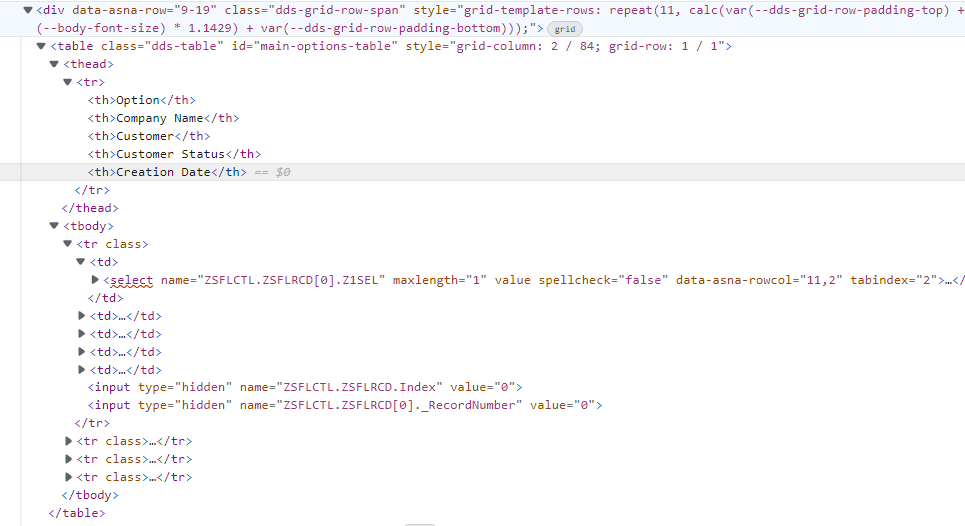 ▼<div data-asna-row="9-19" class="dds-grid-row-span" style="grid-template-rows: repeat(11, calc(var(--dds-grid-row-padding-top) +
(--body-font-size) * 1.1429) + var(--dds-grid-row-padding-bottom)));"> grid
▼<table class="dds-table" id="main-options-table" style="grid-column: 2 / 84; grid-row: 1 / 1">
▼<thead>
▼<tr>
<th>Option</th>
<th>Company Name</th>
<th>Customer</th>
<th>Customer Status</th>
<th>Creation Date</th> == $0
</tr>
</thead>
▼<tbody>
▼<tr class>
▼<td>
▶<select name="ZSFLCTL.ZSFLRCD[0].Z1SEL" maxlength="1" value spellcheck="false" data-asna-rowcol="11,2" tabindex="2">…</
</td>
▶<td>…</td>
▶<td>…</td>
▶<td>…</td>
▶<td>…</td>
<input type="hidden" name="ZSFLCTL.ZSFLRCD.Index" value="0">
<input type="hidden" name="ZSFLCTL.ZSFLRCD[0]._RecordNumber" value="0">
</tr>
▶<tr class>…</tr>
▶<tr class>…</tr>
▶<tr class>…</tr>
</tbody>
</table>